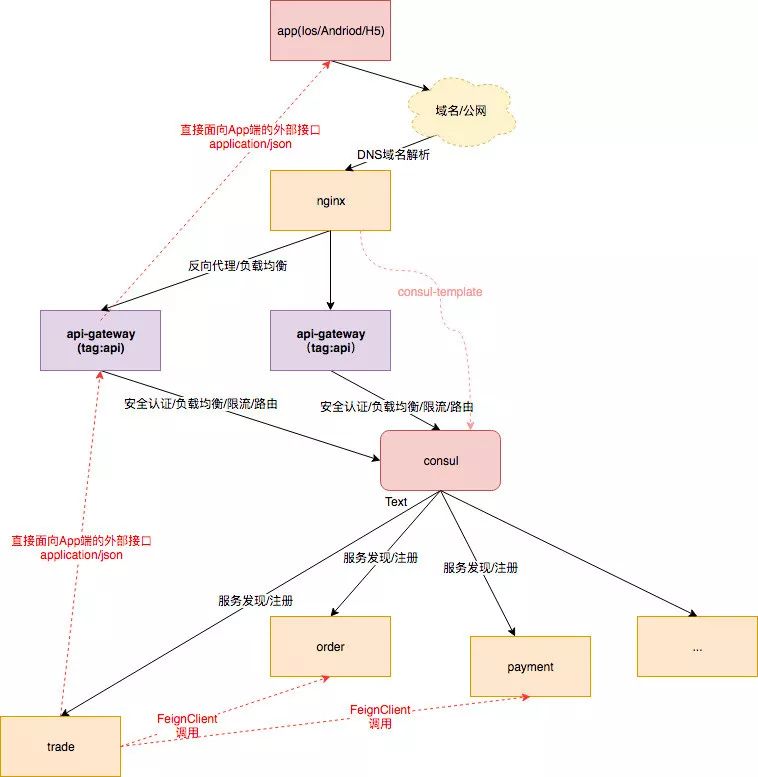 app(Ios/Andriod/H5)
域名/公网
直接面向App端的外部接口
application/json
DNS域名解析
nginx
反向代理/负载均衡
consul-template
api-gateway
(tag:api)
api-gateway
（tag:api）
安全认证/负载均衡/限流/路由
安全认证/负载均衡/限流/路由
consul
Text
直接面向App端的外部接口
application/json
服务发现/注册
服务发现/注册
服务发现/注册
order
payment
...
trade
FeignClient
调用
FeignClient
调用